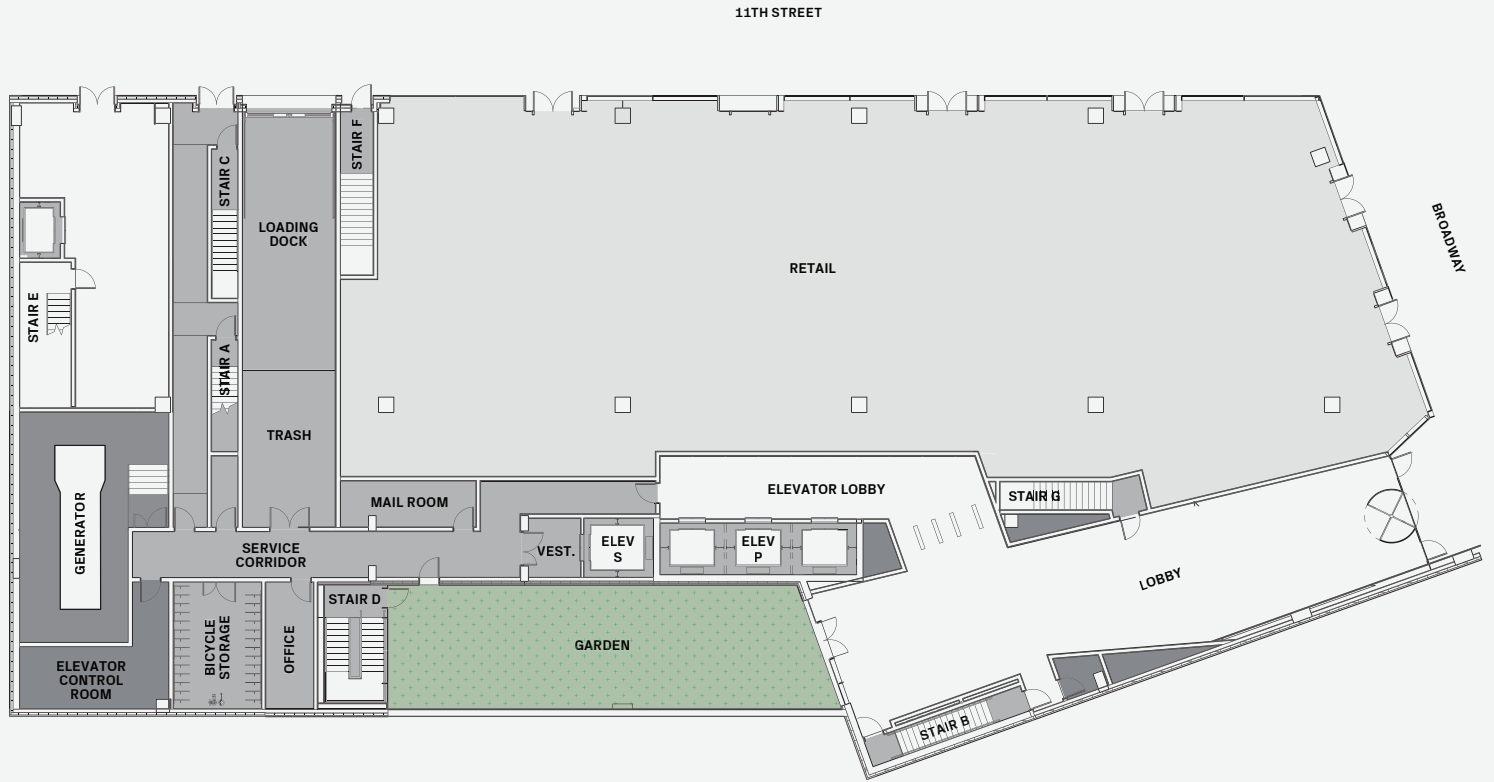 11TH STREET
STAIR F
STAIR C
LOADING
DOCK
BROADWAY
RETAIL
STAIR E
STAIR A
TRASH
ELEVATOR LOBBY
STAIR G
MAIL ROOM
GENERATOR
SERVICE
CORRIDOR
VEST.
ELEV
S
ELEV
P
LOBBY
STAIR D
GARDEN
BICYCLE
STORAGE
OFFICE
ELEVATOR
CONTROL
ROOM
STAIR B